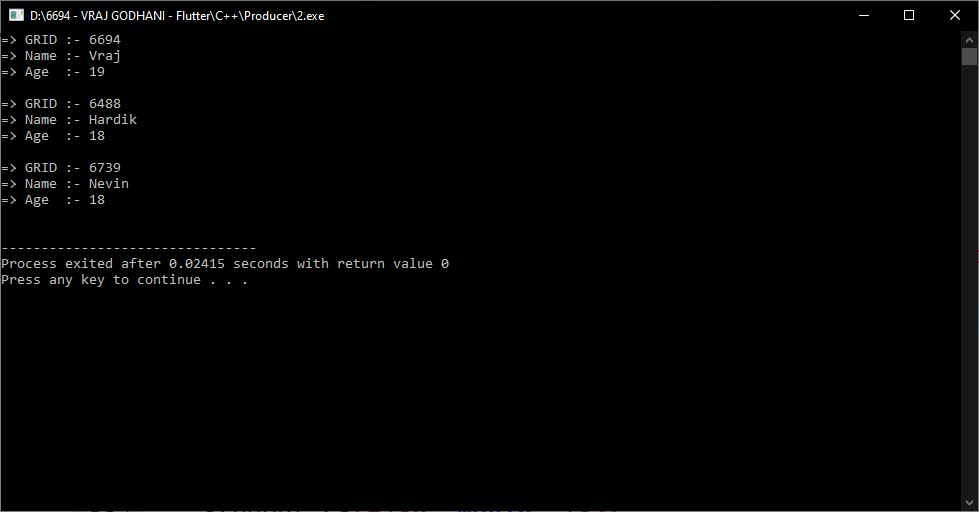 D:\6694 - VRAJ GODHANI - Flutter\C++\Producer\2.exe
=> GRID :- 6694
=> Name :- Vraj
=> Age  :- 19
=> GRID :- 6488
=> Name :- Hardik
=> Age  :- 18
=> GRID :- 6739
=> Name :- Nevin
=> Age  :- 18
--------------------------------
Process exited after 0.02415 seconds with return value 0
Press any key to continue . . .